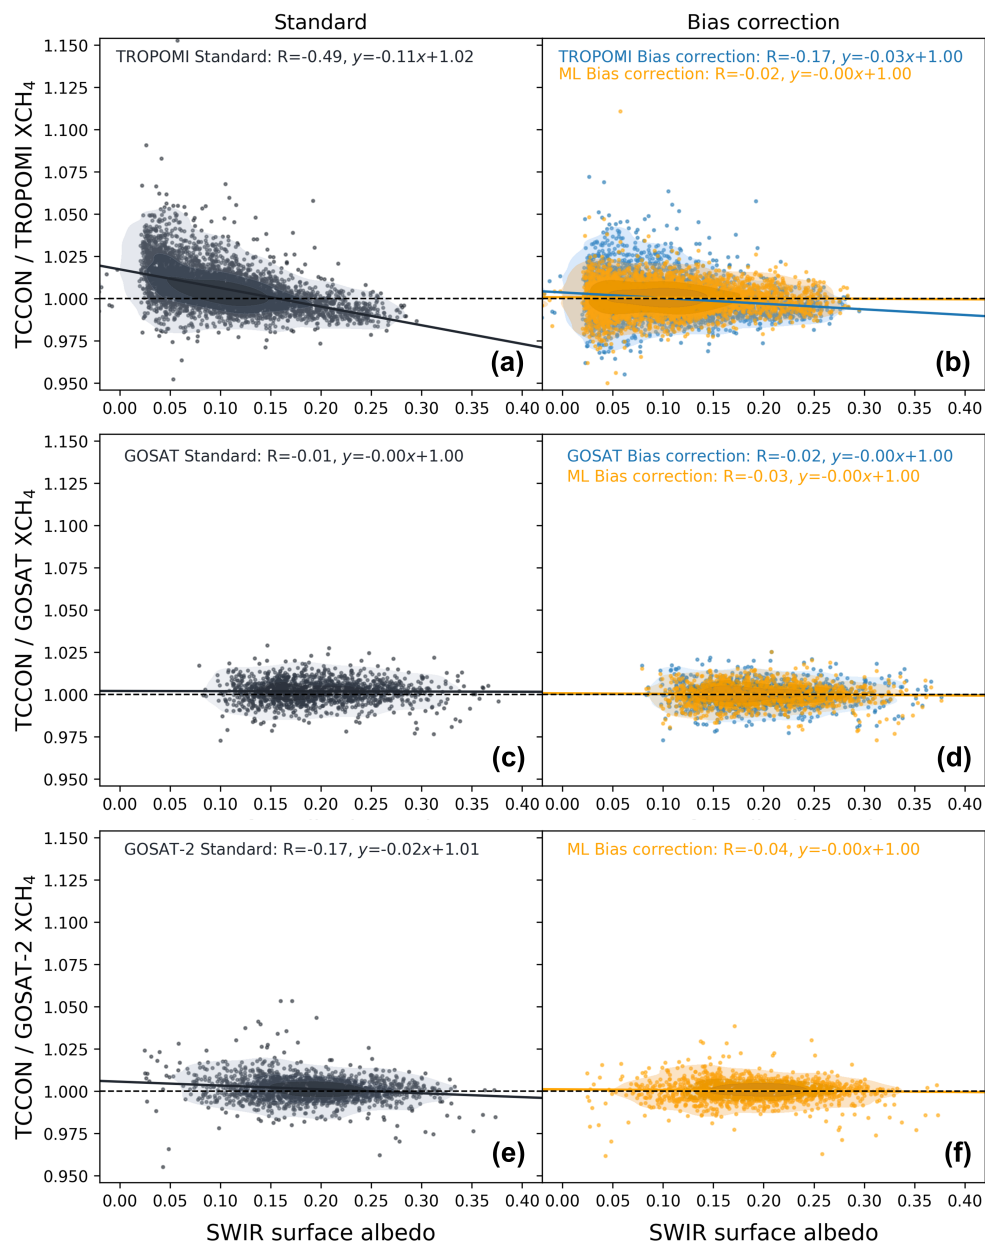 Standard
Bias correction
TCCON / TROPOMI XCH₄
1.150
1.125
1.100
1.075
1.050
1.025
1.000
0.975
0.950
TROPOMI Standard: R=-0.49, y=-0.11x+1.02
(a)
0.00 0.05 0.10 0.15 0.20 0.25 0.30 0.35 0.40
TROPOMI Bias correction: R=-0.17, y=-0.03x+1.00
ML Bias correction: R=-0.02, y=-0.00x+1.00
(b)
0.00 0.05 0.10 0.15 0.20 0.25 0.30 0.35 0.40
TCCON / GOSAT XCH₄
1.150
1.125
1.100
1.075
1.050
1.025
1.000
0.975
0.950
GOSAT Standard: R=-0.01, y=-0.00x+1.00
(c)
0.00 0.05 0.10 0.15 0.20 0.25 0.30 0.35 0.40
GOSAT Bias correction: R=-0.02, y=-0.00x+1.00
ML Bias correction: R=-0.03, y=-0.00x+1.00
(d)
0.00 0.05 0.10 0.15 0.20 0.25 0.30 0.35 0.40
TCCON / GOSAT-2 XCH₄
1.150
1.125
1.100
1.075
1.050
1.025
1.000
0.975
0.950
GOSAT-2 Standard: R=-0.17, y=-0.02x+1.01
(e)
0.00 0.05 0.10 0.15 0.20 0.25 0.30 0.35 0.40
SWIR surface albedo
ML Bias correction: R=-0.04, y=-0.00x+1.00
(f)
0.00 0.05 0.10 0.15 0.20 0.25 0.30 0.35 0.40
SWIR surface albedo